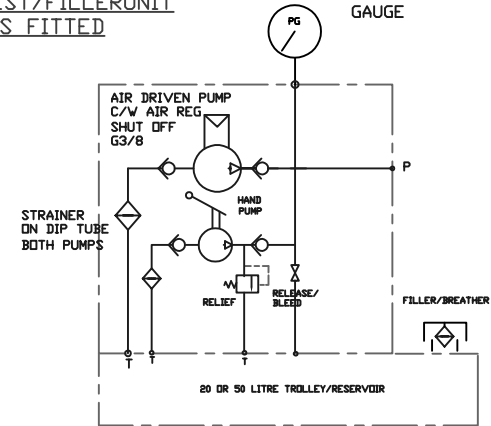 EST/FILLERUNIT
S FITTED
GAUGE
PG
AIR DRIVEN PUMP
C/W AIR REG
SHUT OFF
G3/8
P
HAND
PUMP
STRAINER
ON DIP TUBE
BOTH PUMPS
RELIEF
RELEASE/
BLEED
FILLER/BREATHER
T
T
T
20 OR 50 LITRE TROLLEY/RESERVOIR